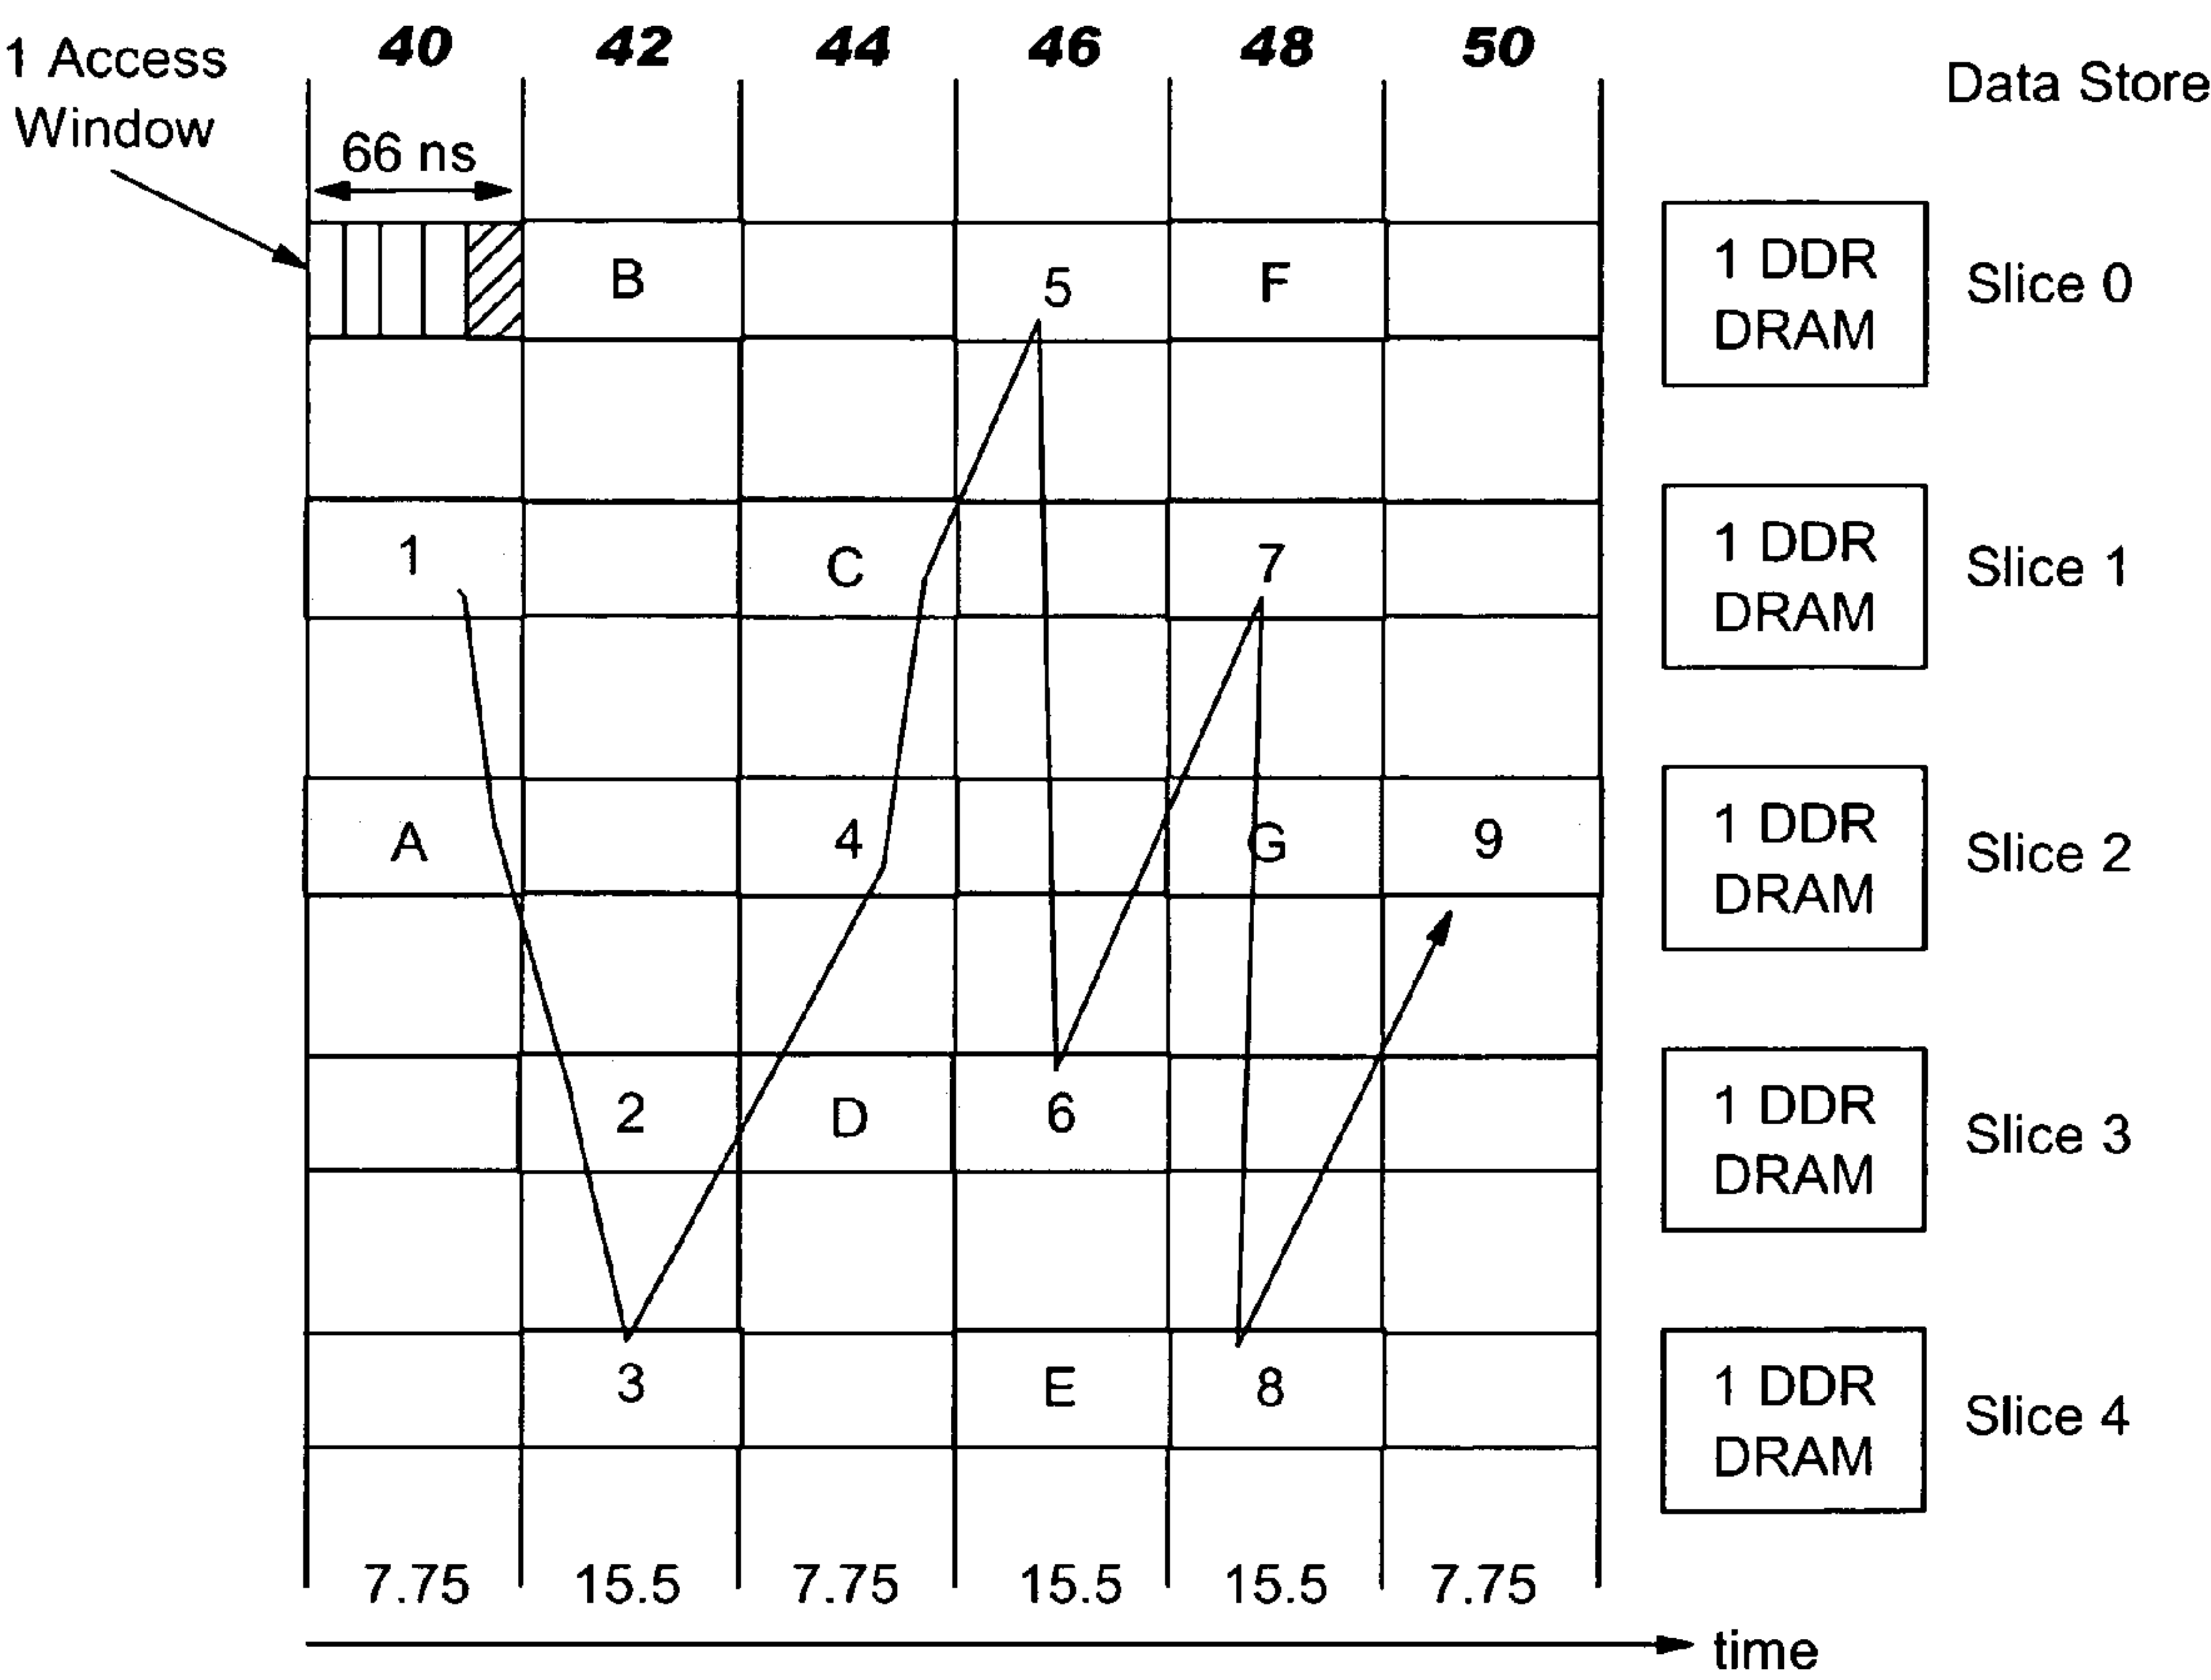 40 42 44 46 48 50
1 Access
Window
Data Store
66 ns
B 5 F
1 DDR
DRAM
Slice 0
1 C 7
1 DDR
DRAM
Slice 1
A 4 G 9
1 DDR
DRAM
Slice 2
2 D 6
1 DDR
DRAM
Slice 3
3 E 8
1 DDR
DRAM
Slice 4
7.75 15.5 7.75 15.5 15.5 7.75
time